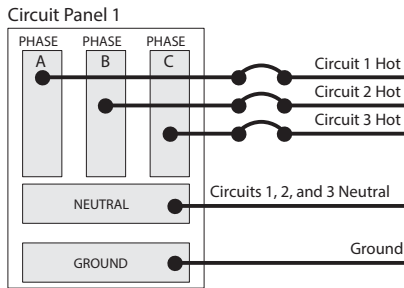 Circuit Panel 1
PHASE PHASE PHASE
A B C
Circuit 1 Hot
Circuit 2 Hot
Circuit 3 Hot
NEUTRAL
Circuits 1, 2, and 3 Neutral
GROUND
Ground